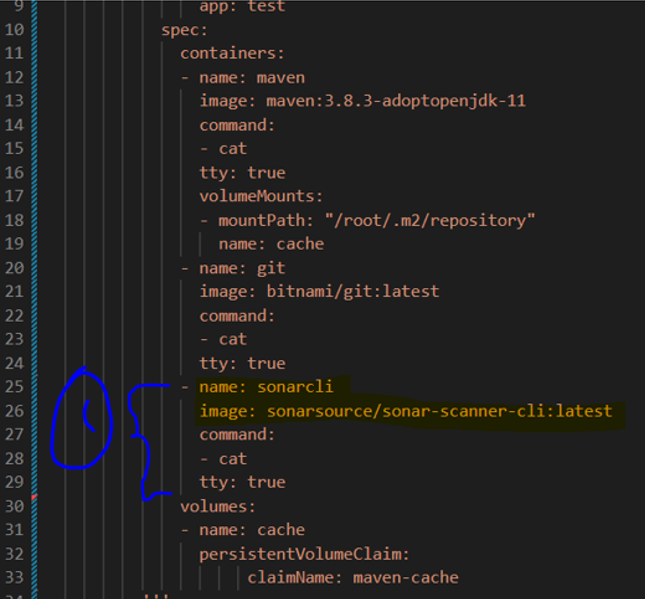 9 app: test
10 spec:
11 containers:
12 - name: maven
13 image: maven:3.8.3-adoptopenjdk-11
14 command:
15 - cat
16 tty: true
17 volumeMounts:
18 - mountPath: "/root/.m2/repository"
19 name: cache
20 - name: git
21 image: bitnami/git:latest
22 command:
23 - cat
24 tty: true
25 - name: sonarcli
26 image: sonarsource/sonar-scanner-cli:latest
27 command:
28 - cat
29 tty: true
30 volumes:
31 - name: cache
32 persistentVolumeClaim:
33 claimName: maven-cache
34 '''